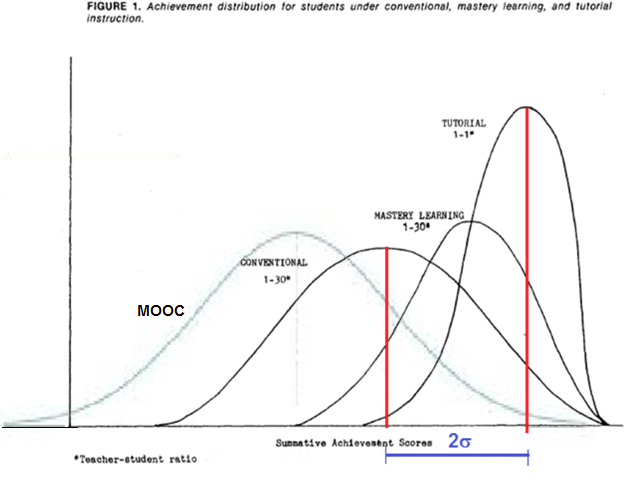 FIGURE 1. Achievement distribution for students under conventional, mastery learning, and tutorial
instruction.
TUTORIAL
1-1*
MASTERY LEARNING
1-30*
CONVENTIONAL
1-30*
MOOC
Summative Achievement Scores
2σ
*Teacher-student ratio